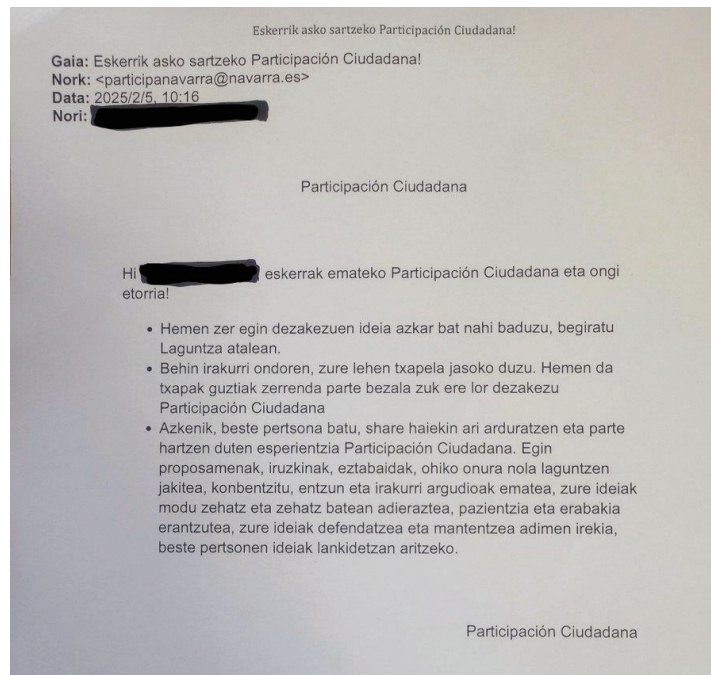 Eskerrik asko sartzeko Participación Ciudadana!
Gaia: Eskerrik asko sartzeko Participación Ciudadana!
Nork: <participanavarra@navarra.es>
Data: 2025/2/5, 10:16
Nori:
Participación Ciudadana
Hi eskerrak emateko Participación Ciudadana eta ongi
etorria!
• Hemen zer egin dezakezuen ideia azkar bat nahi baduzu, begiratu
Laguntza atalean.
• Behin irakurri ondoren, zure lehen txapela jasoko duzu. Hemen da
txapak guztiak zerrenda parte bezala zuk ere lor dezakezu
Participación Ciudadana
• Azkenik, beste pertsona batu, share haiekin ari arduratzen eta parte
hartzen duten esperientzia Participación Ciudadana. Egin
proposamenak, iruzkinak, eztabaidak, ohiko onura nola laguntzen
jakitea, konbentzitu, entzun eta irakurri argudioak ematea, zure ideiak
modu zehatz eta zehatz batean adieraztea, pazientzia eta erabakia
erantzutea, zure ideiak defendatzea eta mantentzea adimen irekia,
beste pertsonen ideiak lankidetzan aritzeko.
Participación Ciudadana